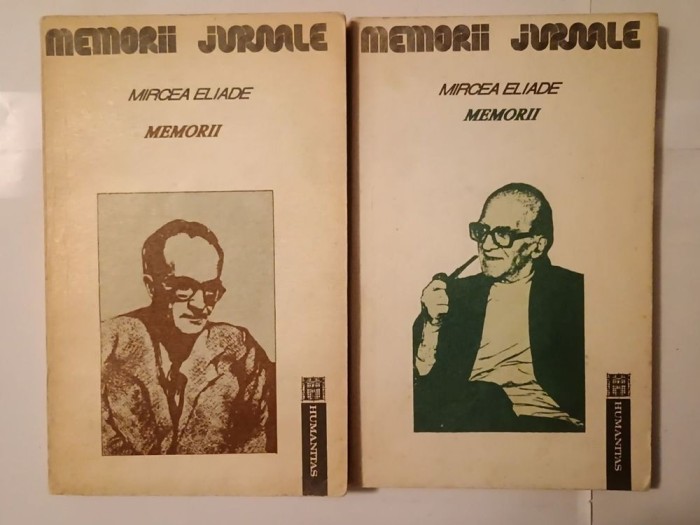 MEMORII JURNALE
MIRCEA ELIADE
MEMORII
HUMANITAS
MEMORII JURNALE
MIRCEA ELIADE
MEMORII
HUMANITAS